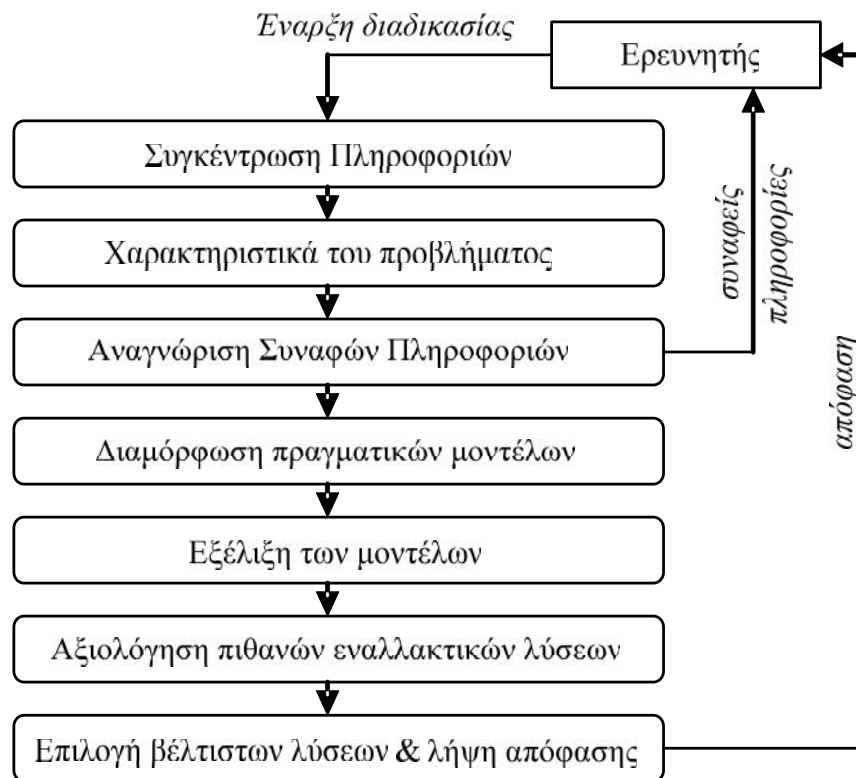 Έναρξη διαδικασίας
Ερευνητής
Συγκέντρωση Πληροφοριών
Χαρακτηριστικά του προβλήματος
Αναγνώριση Συναφών Πληροφοριών
συναφείς
πληροφορίες
απόφαση
Διαμόρφωση πραγματικών μοντέλων
Εξέλιξη των μοντέλων
Αξιολόγηση πιθανών εναλλακτικών λύσεων
Επιλογή βέλτιστων λύσεων & λήψη απόφασης